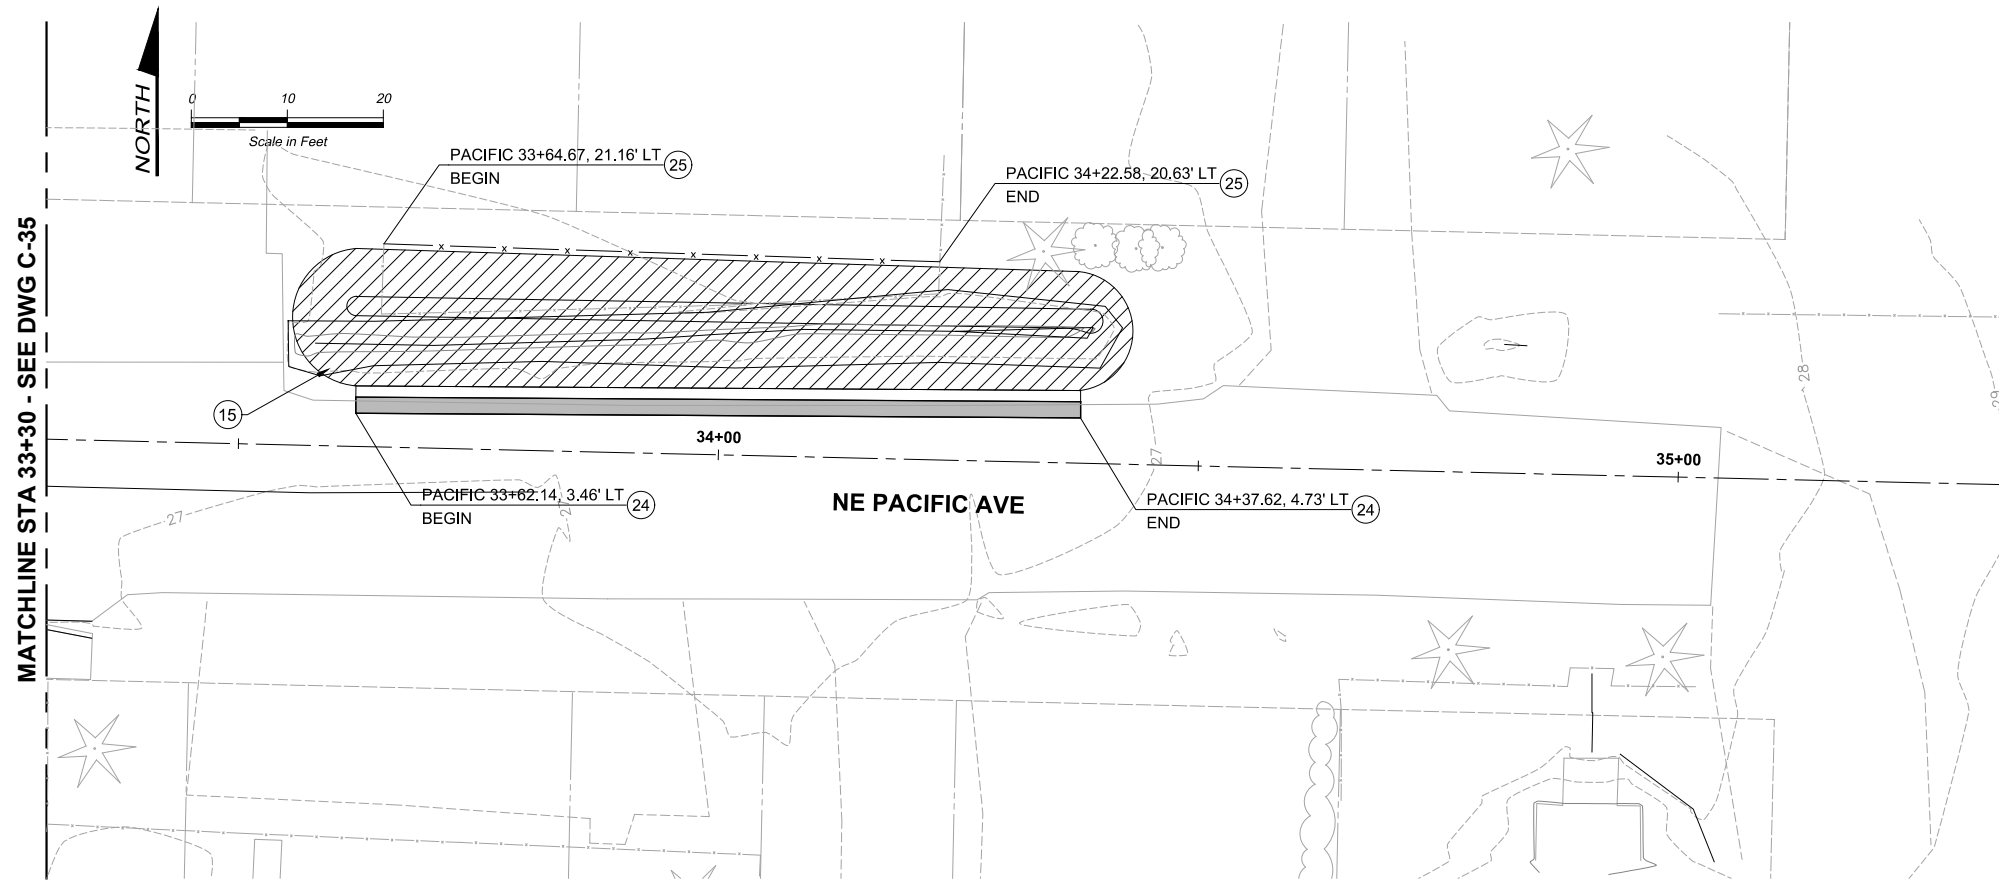 NORTH
0 10 20
Scale in Feet
MATCHLINE STA 33+30 - SEE DWG C-35
PACIFIC 33+64.67, 21.16' LT
BEGIN
25
PACIFIC 34+22.58, 20.63' LT
END
25
15
34+00
35+00
PACIFIC 33+62.14, 3.46' LT
BEGIN
24
NE PACIFIC AVE
PACIFIC 34+37.62, 4.73' LT
END
24
27
27
27
28
29